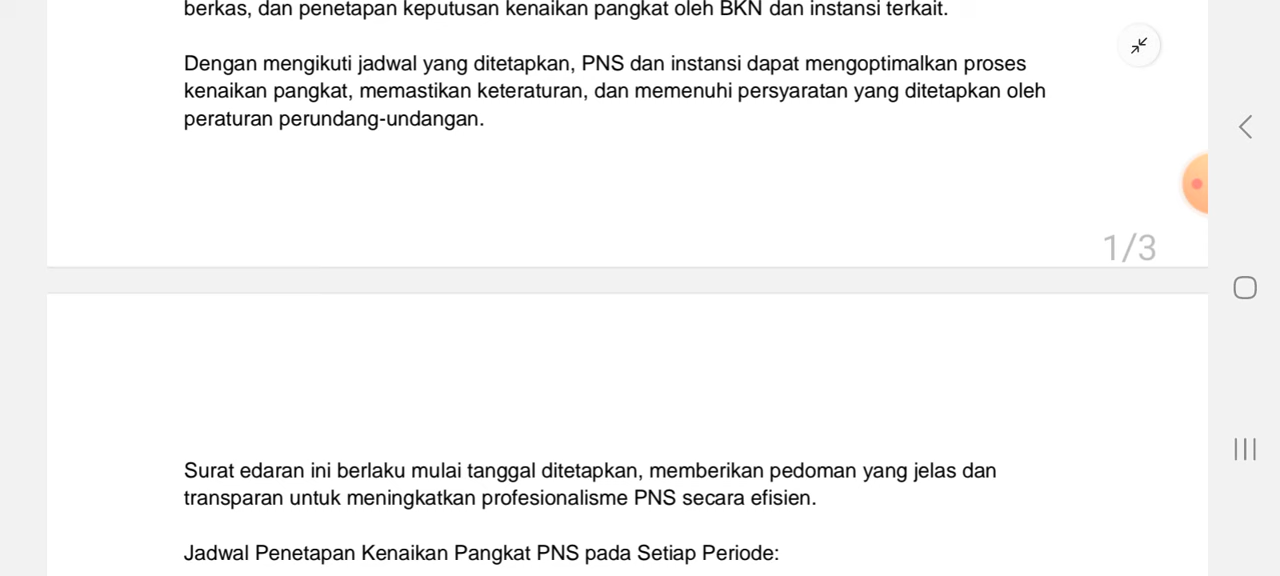 berkas, dan penetapan keputusan kenaikan pangkat oleh BKN dan instansi terkait.
Dengan mengikuti jadwal yang ditetapkan, PNS dan instansi dapat mengoptimalkan proses
kenaikan pangkat, memastikan keteraturan, dan memenuhi persyaratan yang ditetapkan oleh
peraturan perundang-undangan.
1/3
Surat edaran ini berlaku mulai tanggal ditetapkan, memberikan pedoman yang jelas dan
transparan untuk meningkatkan profesionalisme PNS secara efisien.
Jadwal Penetapan Kenaikan Pangkat PNS pada Setiap Periode: